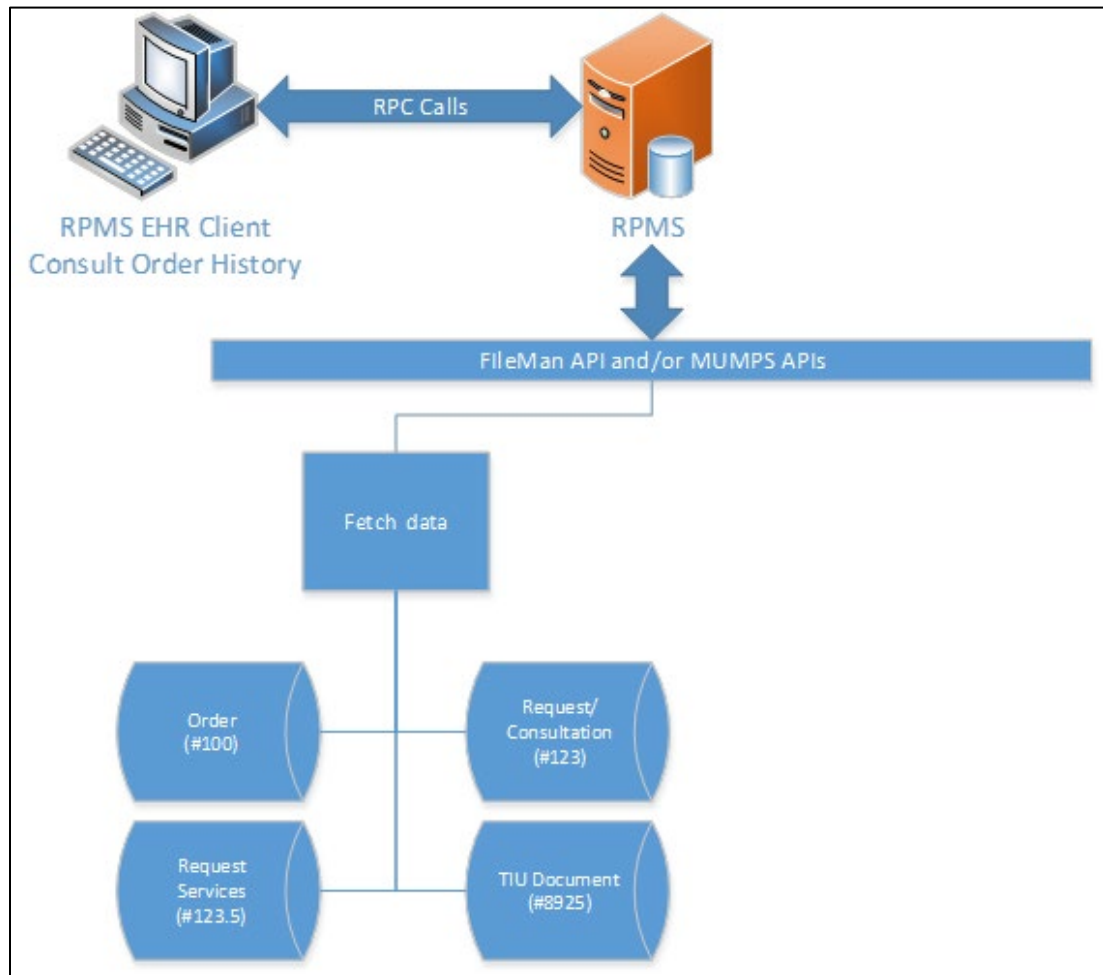 RPC Calls
RPMS EHR Client
Consult Order History
RPMS
FIleMan API and/or MUMPS APIs
Fetch data
Order
(#100)
Request/
Consultation
(#123)
Request
Services
(#123.5)
TIU Document
(#8925)